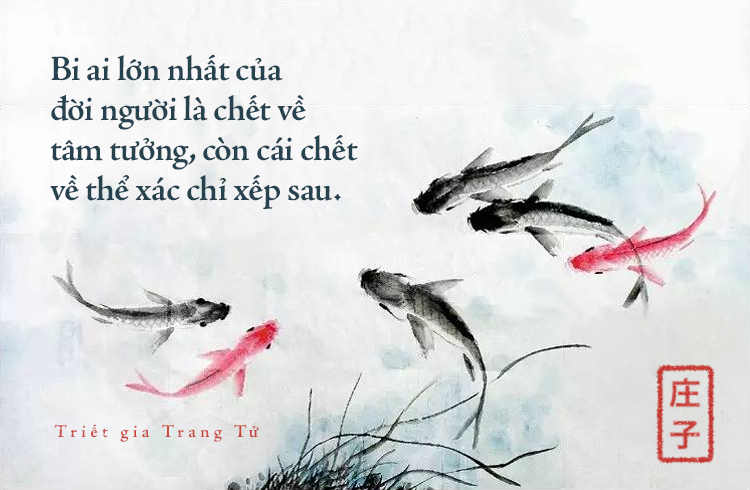 Bi ai lớn nhất của
đời người là chết về
tâm tưởng, còn cái chết
về thể xác chỉ xếp sau.
Triết gia Trang Tử
庄
子